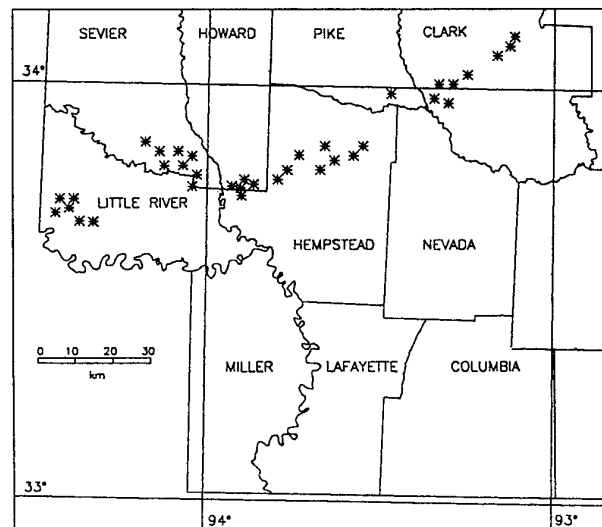 SEVIER HOWARD PIKE CLARK
34°
LITTLE RIVER
HEMPSTEAD NEVADA
0 10 20 30
km
MILLER LAFAYETTE COLUMBIA
33°
94° 93°